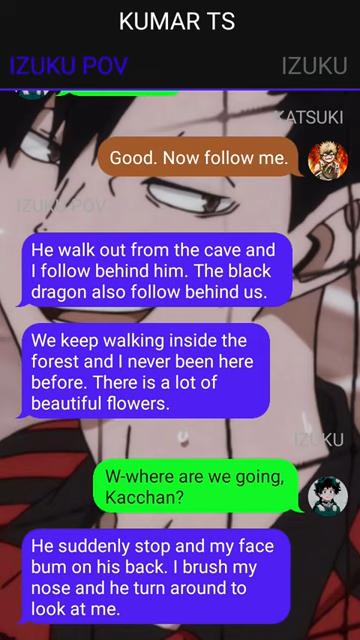 KUMAR TS
IZUKU POV
IZUKU
KATSUKI
Good. Now follow me.
IZUKU POV
He walk out from the cave and
I follow behind him. The black
dragon also follow behind us.
We keep walking inside the
forest and I never been here
before. There is a lot of
beautiful flowers.
IZUKU
W-where are we going,
Kacchan?
He suddenly stop and my face
bum on his back. I brush my
nose and he turn around to
look at me.